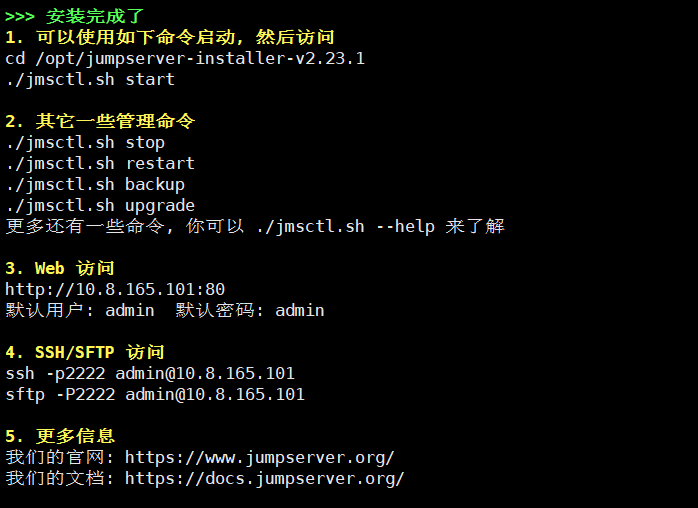 >>> 安装完成了
1. 可以使用如下命令启动, 然后访问
cd /opt/jumpserver-installer-v2.23.1
./jmsctl.sh start
2. 其它一些管理命令
./jmsctl.sh stop
./jmsctl.sh restart
./jmsctl.sh backup
./jmsctl.sh upgrade
更多还有一些命令, 你可以 ./jmsctl.sh --help 来了解
3. Web 访问
http://10.8.165.101:80
默认用户: admin  默认密码: admin
4. SSH/SFTP 访问
ssh -p2222 admin@10.8.165.101
sftp -P2222 admin@10.8.165.101
5. 更多信息
我们的官网: https://www.jumpserver.org/
我们的文档: https://docs.jumpserver.org/